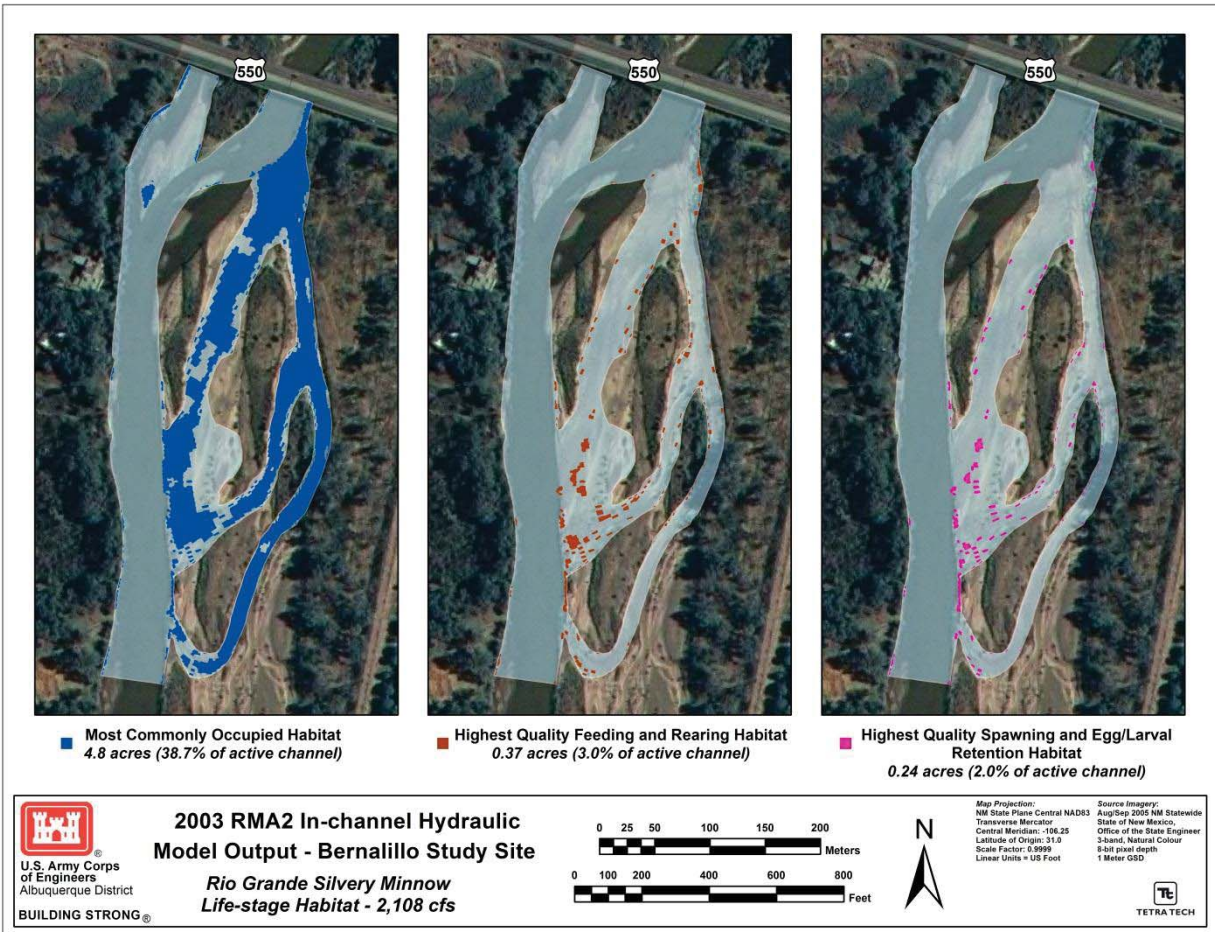 550
550
550
Most Commonly Occupied Habitat
4.8 acres (38.7% of active channel)
Highest Quality Feeding and Rearing Habitat
0.37 acres (3.0% of active channel)
Highest Quality Spawning and Egg/Larval
Retention Habitat
0.24 acres (2.0% of active channel)
®
U.S. Army Corps
of Engineers
Albuquerque District
BUILDING STRONG®
2003 RMA2 In-channel Hydraulic
Model Output - Bernalillo Study Site
Rio Grande Silvery Minnow
Life-stage Habitat - 2,108 cfs
0 25 50 100 150 200
Meters
0 100 200 400 600 800
Feet
N
Map Projection:
NM State Plane Central NAD83
Transverse Mercator
Central Meridian: -106.25
Latitude of Origin: 31.0
Scale Factor: 0.9999
Linear Units = US Foot
Source Imagery:
Aug/Sep 2005 NM Statewide
State of New Mexico,
Office of the State Engineer
3-band, Natural Colour
8-bit pixel depth
1 Meter GSD
Tt
TETRA TECH